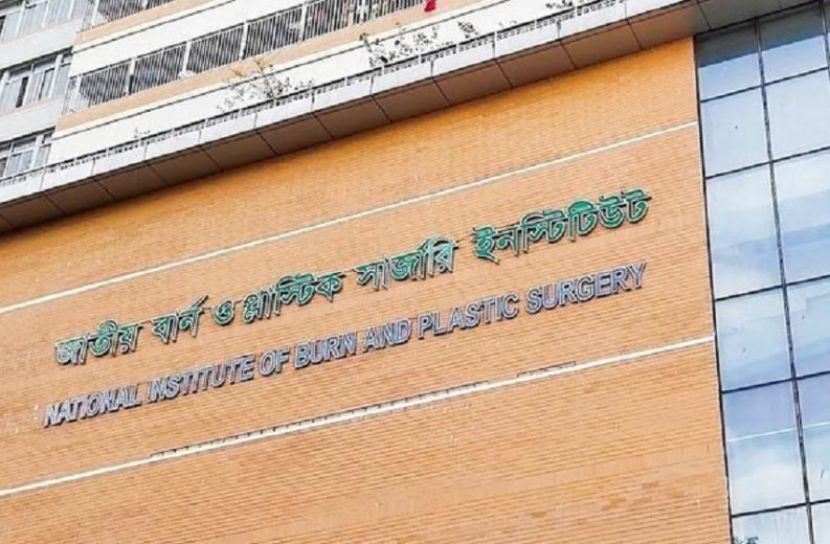 জাতীয় বার্ন ও প্লাস্টিক সার্জারি ইনস্টিটিউট
NATIONAL INSTITUTE OF BURN AND PLASTIC SURGERY